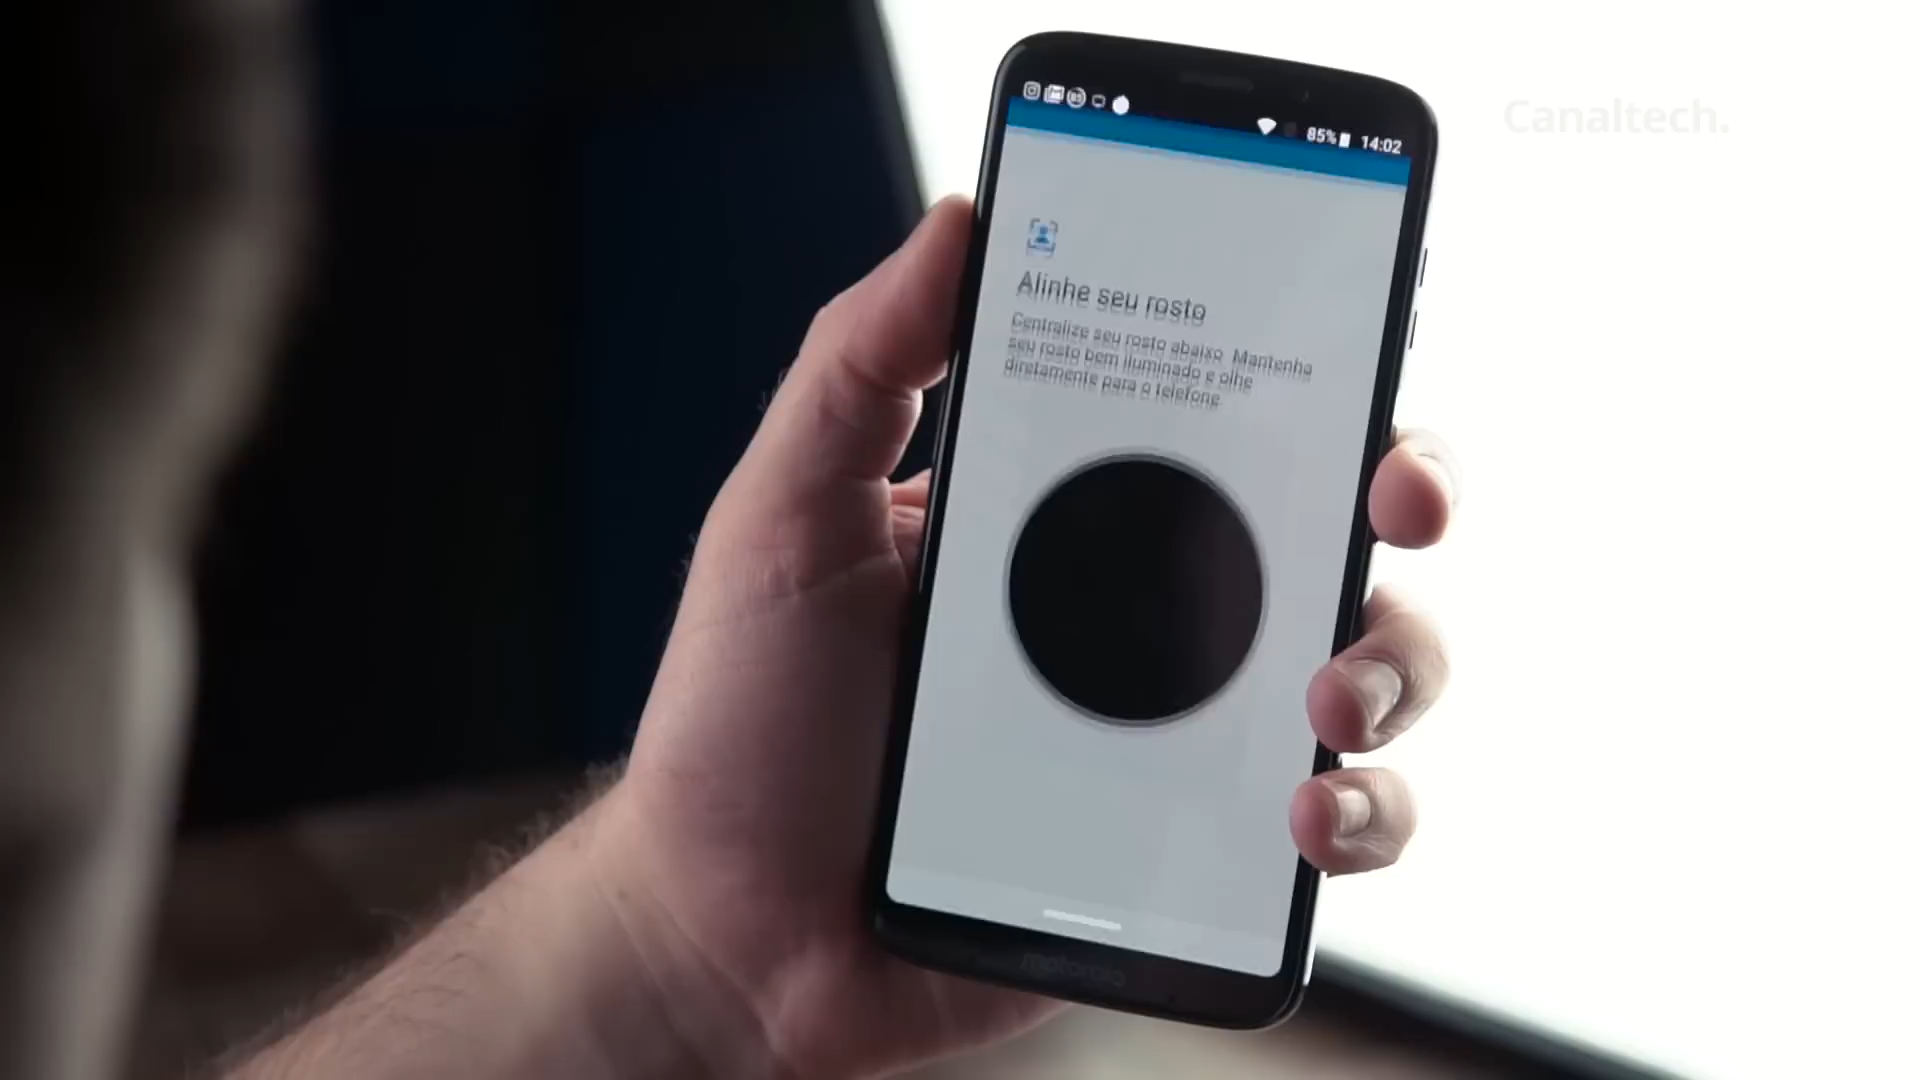 Canaltech.
85% 14:02
Alinhe seu rosto
Centralize seu rosto abaixo. Mantenha
seu rosto bem iluminado e olhe
diretamente para o telefone.
motorola